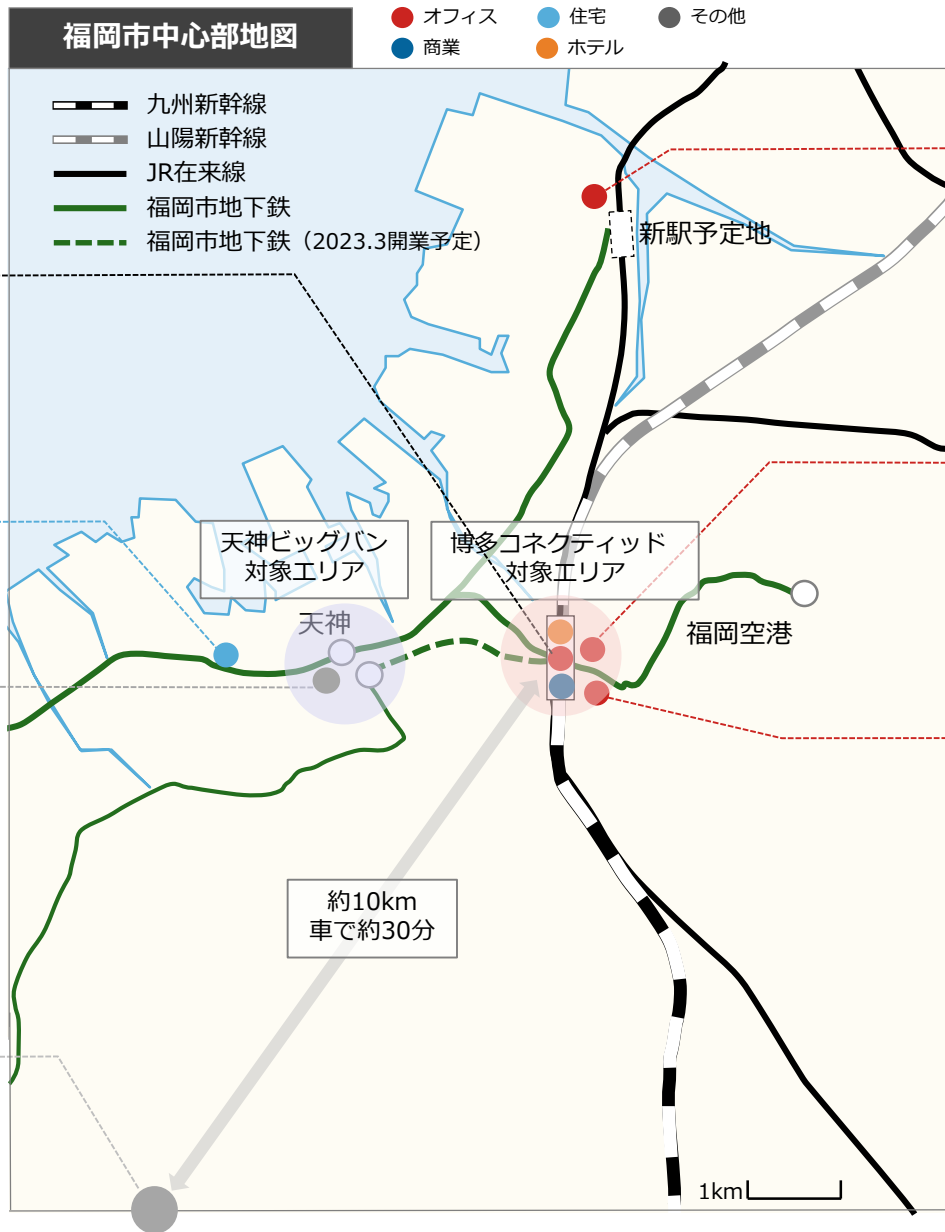 福岡市中心部地図
オフィス
住宅
その他
商業
ホテル
九州新幹線
山陽新幹線
JR在来線
福岡市地下鉄
福岡市地下鉄（2023.3開業予定）
新駅予定地
天神ビッグバン
対象エリア
博多コネクティッド
対象エリア
天神
福岡空港
約10km
車で約30分
1km